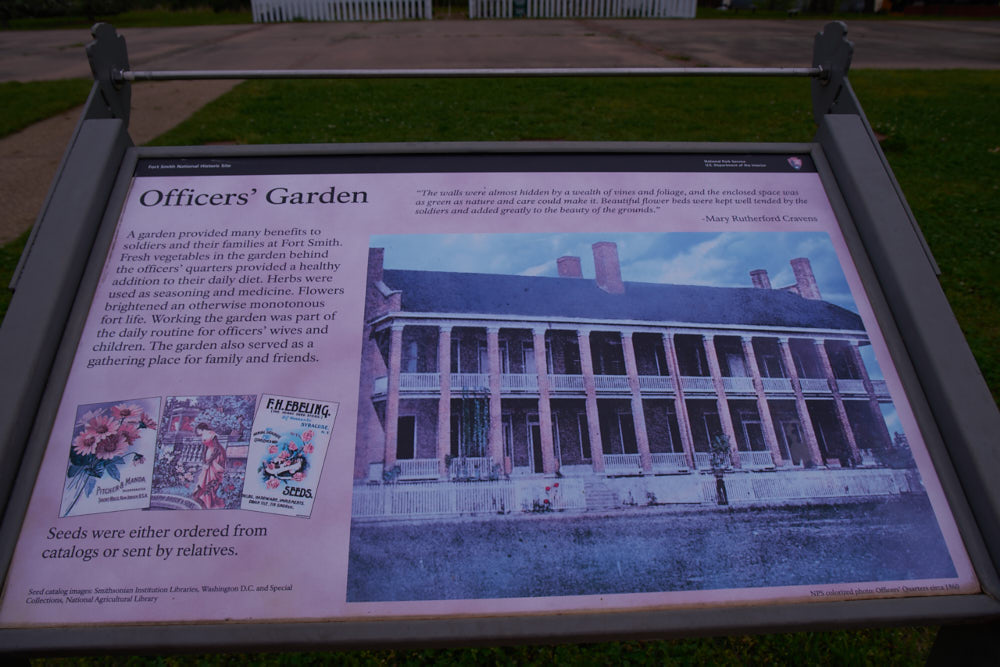 Fort Smith National Historic Site
National Park Service
U.S. Department of the Interior
Officers' Garden
"The walls were almost hidden by a wealth of vines and foliage, and the enclosed space was
as green as nature and care could make it. Beautiful flower beds were kept well tended by the
soldiers and added greatly to the beauty of the grounds."
-Mary Rutherford Cravens
A garden provided many benefits to
soldiers and their families at Fort Smith.
Fresh vegetables in the garden behind
the officers' quarters provided a healthy
addition to their daily diet. Herbs were
used as seasoning and medicine. Flowers
brightened an otherwise monotonous
fort life. Working the garden was part of
the daily routine for officers' wives and
children. The garden also served as a
gathering place for family and friends.
PITCHER & MANDA
F.H. EBELING
SYRACUSE,
N.Y.
SEEDS.
Seeds were either ordered from
catalogs or sent by relatives.
Seed catalog images: Smithsonian Institution Libraries, Washington D.C. and Special
Collections, National Agricultural Library
NPS colorized photo: Officers' Quarters circa 1860